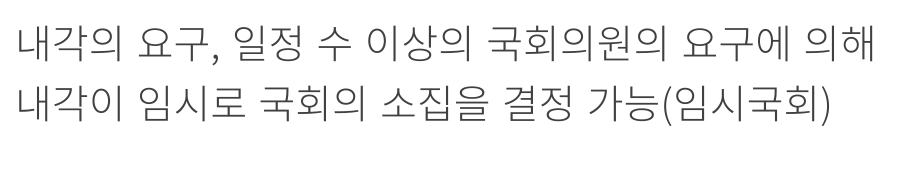 내각의 요구, 일정 수 이상의 국회의원의 요구에 의해
내각이 임시로 국회의 소집을 결정 가능(임시국회)